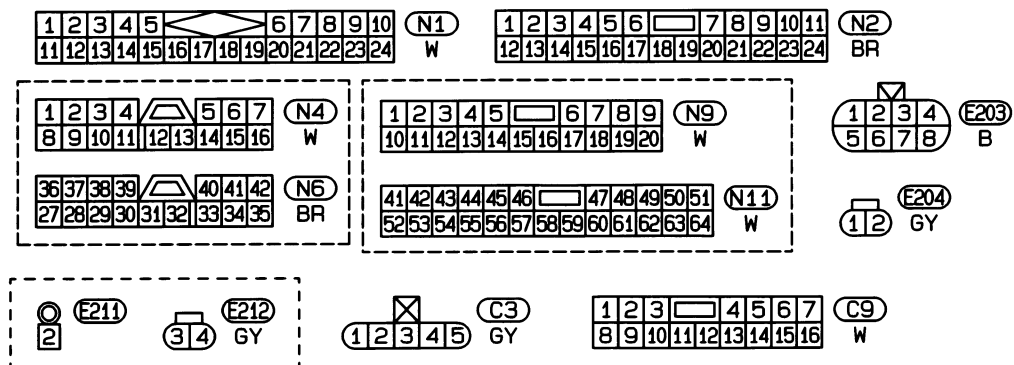 1 2 3 4 5 6 7 8 9 10 N1
11 12 13 14 15 16 17 18 19 20 21 22 23 24 W
1 2 3 4 5 6 7 8 9 10 11 N2
12 13 14 15 16 17 18 19 20 21 22 23 24 BR
1 2 3 4 5 6 7 N4
8 9 10 11 12 13 14 15 16 W
36 37 38 39 40 41 42 N6
27 28 29 30 31 32 33 34 35 BR
1 2 3 4 5 6 7 8 9 N9
10 11 12 13 14 15 16 17 18 19 20 W
41 42 43 44 45 46 47 48 49 50 51 N11
52 53 54 55 56 57 58 59 60 61 62 63 64 W
1 2 3 4 E203
5 6 7 8 B
E204
1 2 GY
E211
2
E212
3 4 GY
C3
1 2 3 4 5 GY
1 2 3 4 5 6 7 C9
8 9 10 11 12 13 14 15 16 W